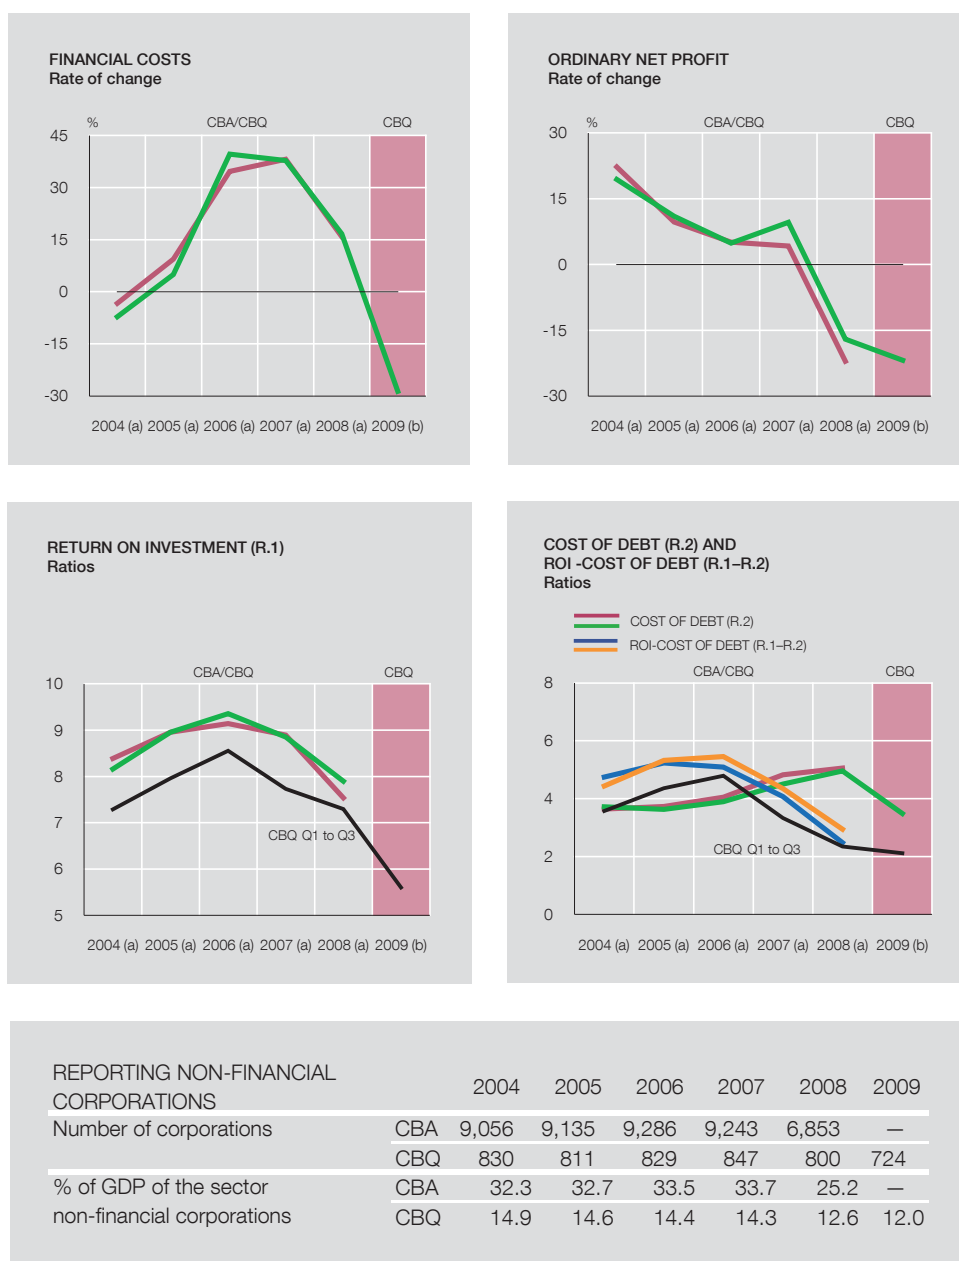 FINANCIAL COSTS
Rate of change
% CBA/CBQ CBQ
45
30
15
0
-15
-30
2004 (a) 2005 (a) 2006 (a) 2007 (a) 2008 (a) 2009 (b)
ORDINARY NET PROFIT
Rate of change
% CBA/CBQ CBQ
30
15
0
-15
-30
2004 (a) 2005 (a) 2006 (a) 2007 (a) 2008 (a) 2009 (b)
RETURN ON INVESTMENT (R.1)
Ratios
CBA/CBQ CBQ
10
9
8
7
CBQ Q1 to Q3
6
5
2004 (a) 2005 (a) 2006 (a) 2007 (a) 2008 (a) 2009 (b)
COST OF DEBT (R.2) AND
ROI -COST OF DEBT (R.1–R.2)
Ratios
COST OF DEBT (R.2)
ROI-COST OF DEBT (R.1–R.2)
CBA/CBQ CBQ
8
6
4
CBQ Q1 to Q3
2
0
2004 (a) 2005 (a) 2006 (a) 2007 (a) 2008 (a) 2009 (b)
REPORTING NON-FINANCIAL
CORPORATIONS
2004 2005 2006 2007 2008 2009
Number of corporations CBA 9,056 9,135 9,286 9,243 6,853 —
CBQ 830 811 829 847 800 724
% of GDP of the sector CBA 32.3 32.7 33.5 33.7 25.2 —
non-financial corporations CBQ 14.9 14.6 14.4 14.3 12.6 12.0